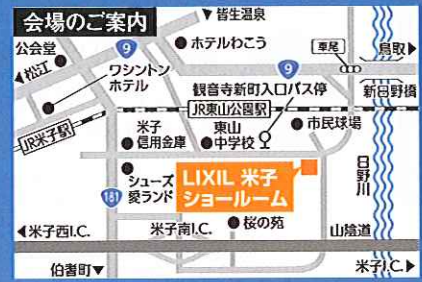 会場のご案内
▼皆生温泉
公会堂
9
ホテルわこう
車尾
鳥取▶
◀松江
ワシントン
ホテル
9
観音寺新町入口バス停
新日野橋
JR東山公園駅
JR米子駅
米子
信用金庫
東山
中学校
市民球場
日野川
シューズ
愛ランド
LIXIL 米子
ショールーム
181
桜の苑
◀米子西I.C.
米子南I.C.
山陰道
伯耆町▼
米子I.C.▶